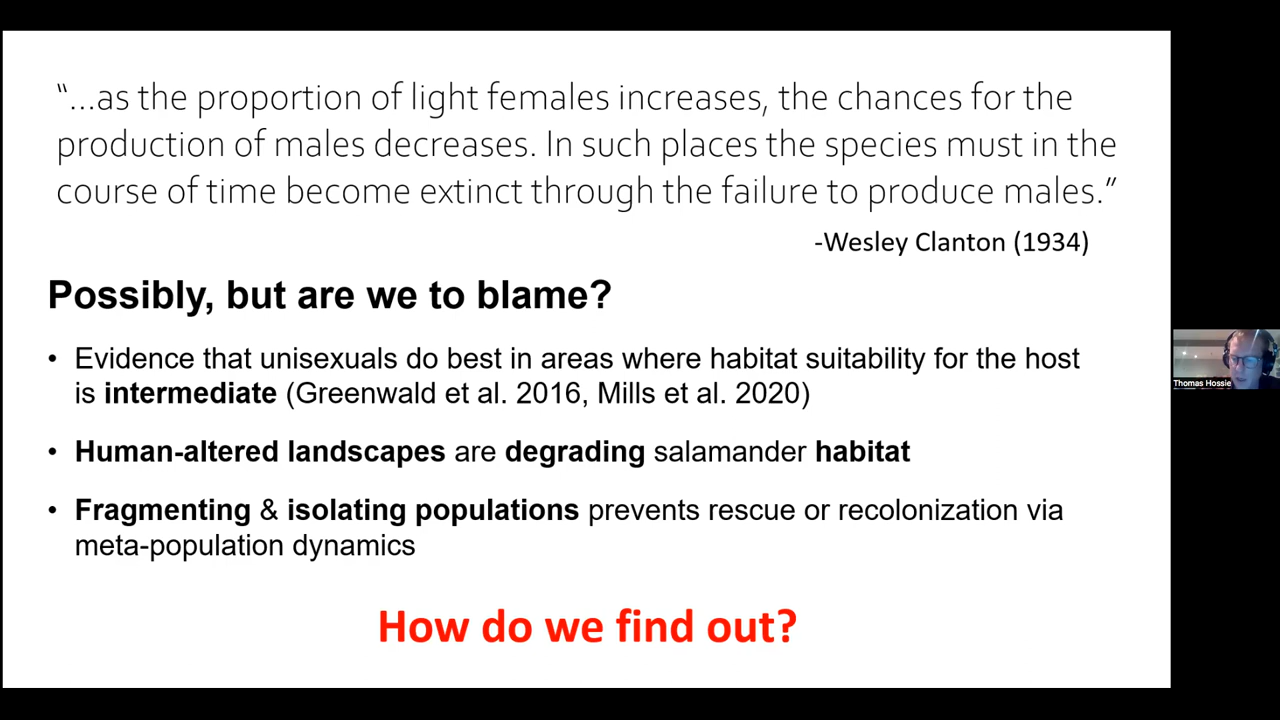 “...as the proportion of light females increases, the chances for the
production of males decreases. In such places the species must in the
course of time become extinct through the failure to produce males.”
-Wesley Clanton (1934)
Possibly, but are we to blame?
• Evidence that unisexuals do best in areas where habitat suitability for the host
is intermediate (Greenwald et al. 2016, Mills et al. 2020)
• Human-altered landscapes are degrading salamander habitat
• Fragmenting & isolating populations prevents rescue or recolonization via
meta-population dynamics
How do we find out?
Thomas Hossie